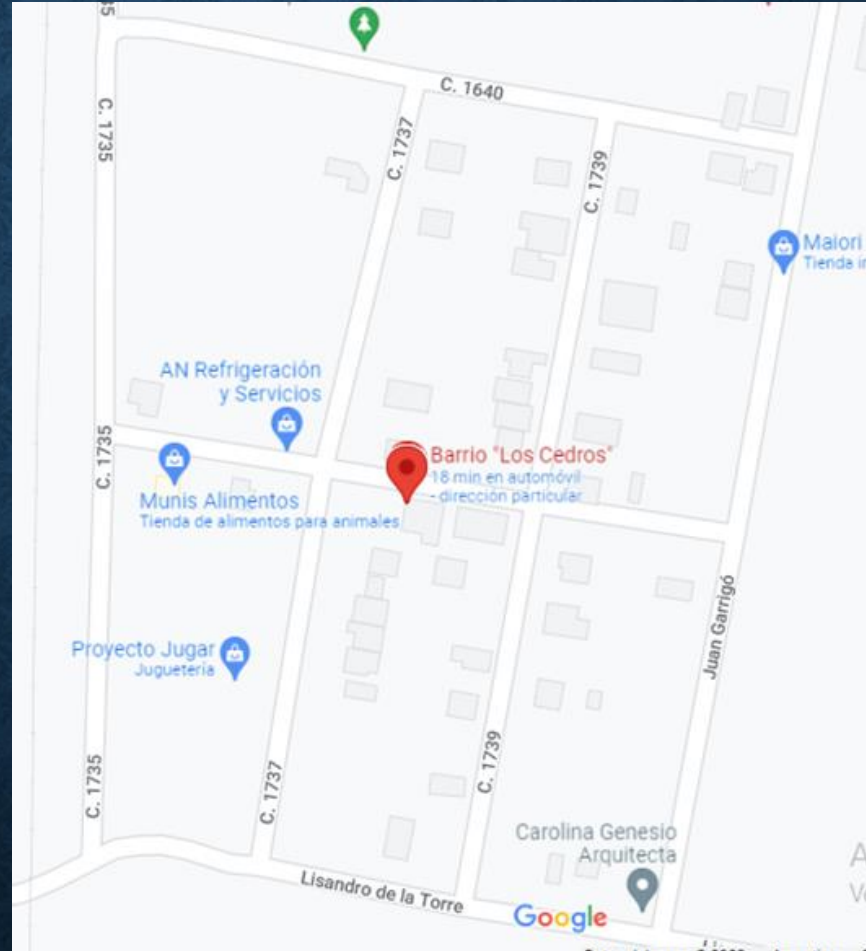 C. 1640
C. 1735
C. 1737
C. 1739
Maiori
AN Refrigeración
y Servicios
C. 1735
Barrio "Los Cedros"
18 min en automóvil
- dirección particular
Munis Alimentos
Tienda de alimentos para animales
Juan Garrigó
Proyecto Jugar
Juguetería
C. 1735
C. 1737
C. 1739
Carolina Genesio
Arquitecta
Lisandro de la Torre
Google